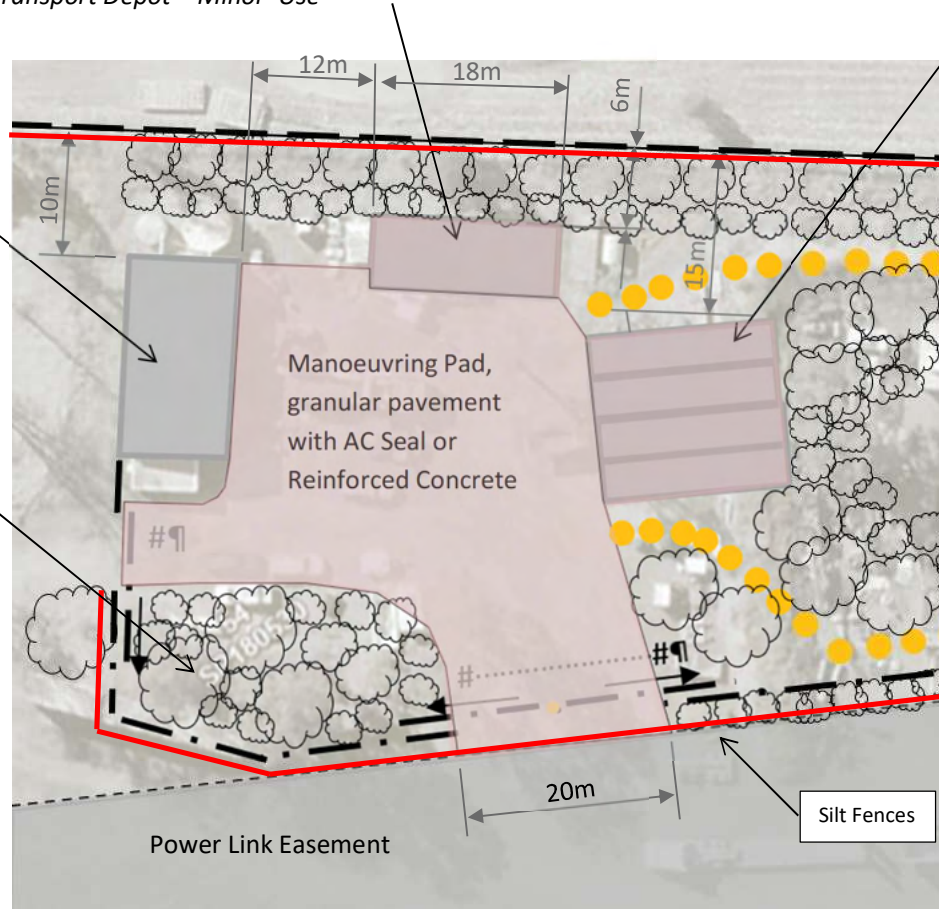 Transport Depot – Minor" Use
12m
18m
6m
10m
15m
Manoeuvring Pad,
granular pavement
with AC Seal or
Reinforced Concrete
#¶
#
#¶
20m
Silt Fences
Power Link Easement